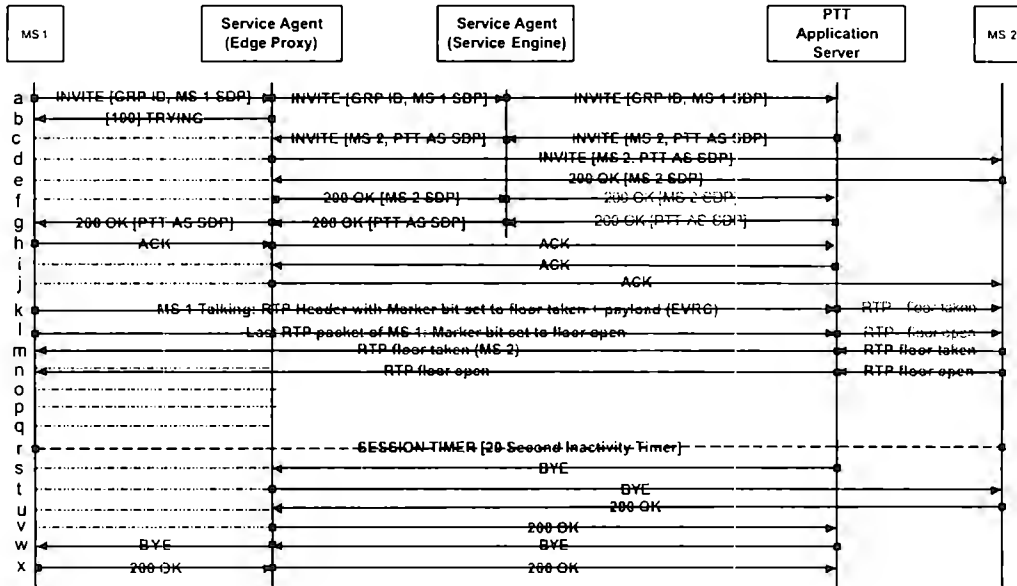 MS 1
Service Agent
(Edge Proxy)
Service Agent
(Service Engine)
PTT
Application
Server
MS 2
a INVITE [GRP ID, MS 1 SDP] INVITE [GRP ID, MS 1 SDP] INVITE [GRP ID, MS 1 SDP]
b [100] TRYING
c INVITE [MS 2, PTT AS SDP] INVITE [MS 2, PTT AS SDP]
d INVITE [MS 2, PTT AS SDP]
e 200 OK [MS 2 SDP]
f 200 OK [MS 2 SDP] 200 OK [MS 2 SDP]
g 200 OK [PTT AS SDP] 200 OK [PTT AS SDP] 200 OK [PTT AS SDP]
h ACK ACK
i ACK
j ACK
k MS 1 Talking: RTP Header with Marker bit set to floor taken + payload (EVRC) RTP - floor taken
l Last RTP packet of MS 1: Marker bit set to floor open RTP - floor open
m RTP floor taken (MS 2) RTP floor taken
n RTP floor open RTP floor open
o
p
q
r SESSION TIMER [20 Second Inactivity Timer]
s BYE
t BYE
u 200 OK
v 200 OK
w BYE BYE
x 200 OK 200 OK